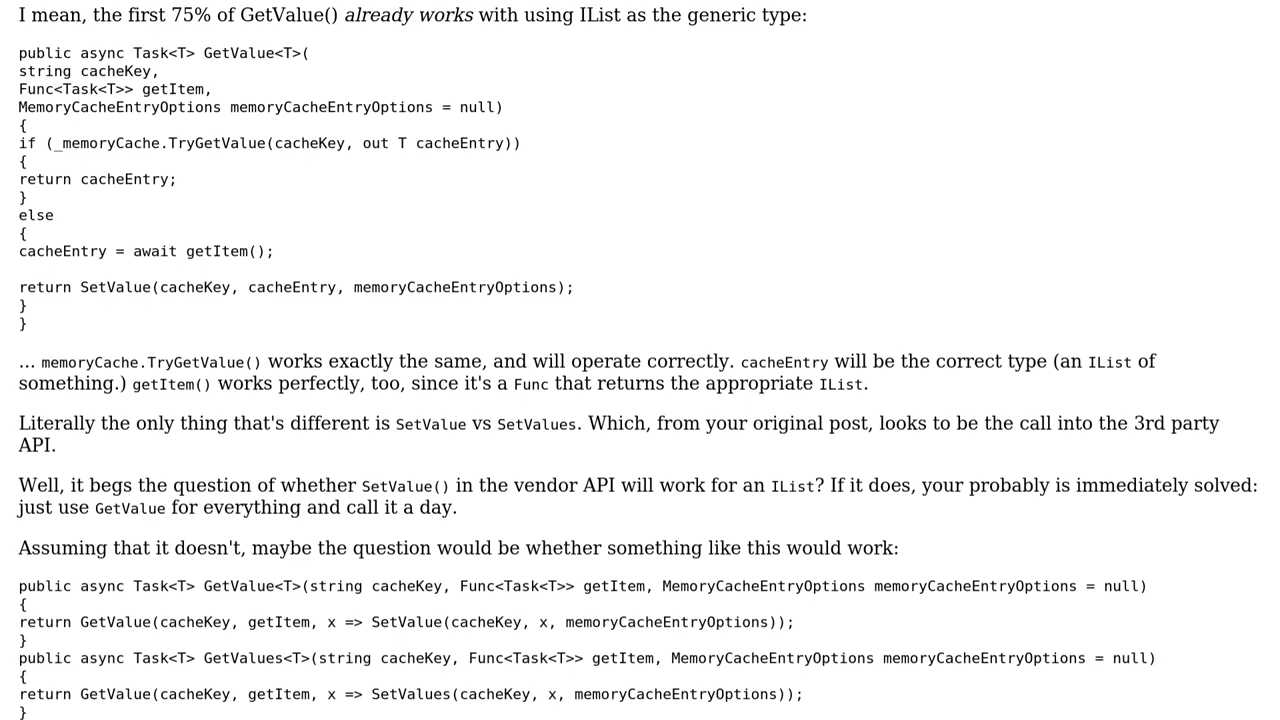 I mean, the first 75% of GetValue() already works with using IList as the generic type:
public async Task<T> GetValue<T>(
string cacheKey,
Func<Task<T>> getItem,
MemoryCacheEntryOptions memoryCacheEntryOptions = null)
{
if (_memoryCache.TryGetValue(cacheKey, out T cacheEntry))
{
return cacheEntry;
}
else
{
cacheEntry = await getItem();
return SetValue(cacheKey, cacheEntry, memoryCacheEntryOptions);
}
}
... memoryCache.TryGetValue() works exactly the same, and will operate correctly. cacheEntry will be the correct type (an IList of
something.) getItem() works perfectly, too, since it's a Func that returns the appropriate IList.
Literally the only thing that's different is SetValue vs SetValues. Which, from your original post, looks to be the call into the 3rd party
API.
Well, it begs the question of whether SetValue() in the vendor API will work for an IList? If it does, your probably is immediately solved:
just use GetValue for everything and call it a day.
Assuming that it doesn't, maybe the question would be whether something like this would work:
public async Task<T> GetValue<T>(string cacheKey, Func<Task<T>> getItem, MemoryCacheEntryOptions memoryCacheEntryOptions = null)
{
return GetValue(cacheKey, getItem, x => SetValue(cacheKey, x, memoryCacheEntryOptions));
}
public async Task<T> GetValues<T>(string cacheKey, Func<Task<T>> getItem, MemoryCacheEntryOptions memoryCacheEntryOptions = null)
{
return GetValue(cacheKey, getItem, x => SetValues(cacheKey, x, memoryCacheEntryOptions));
}